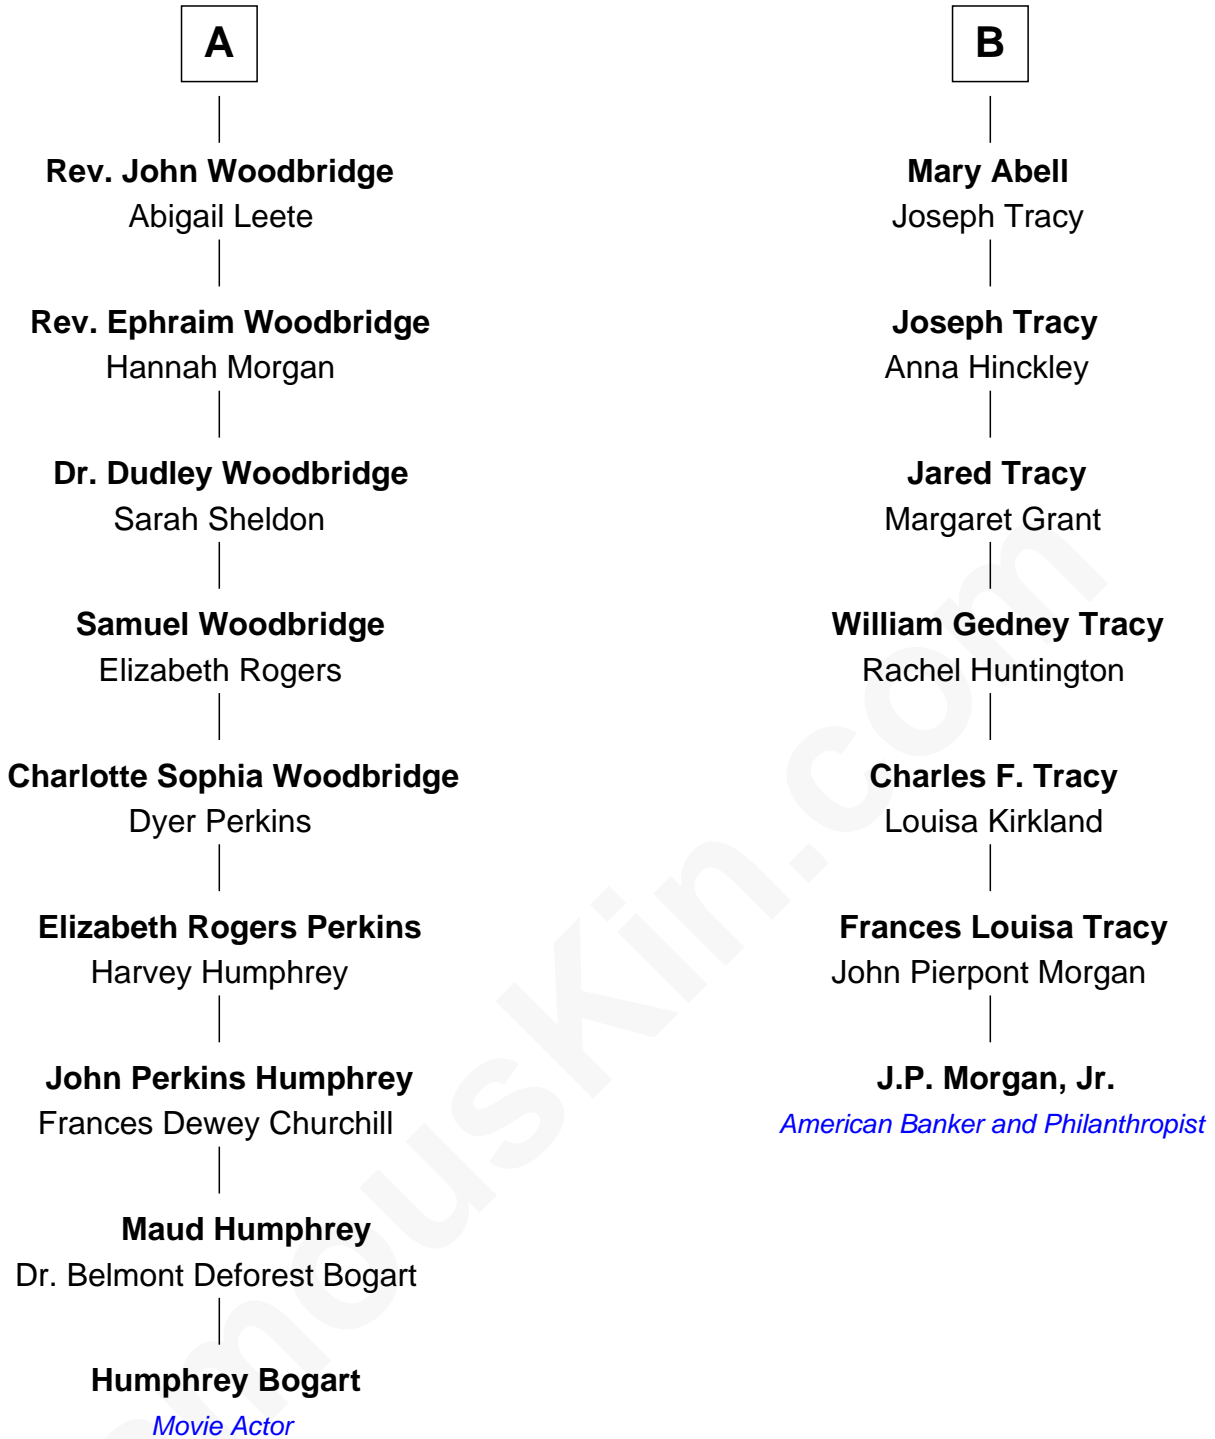 A
Rev. John Woodbridge
Abigail Leete
Rev. Ephraim Woodbridge
Hannah Morgan
Dr. Dudley Woodbridge
Sarah Sheldon
Samuel Woodbridge
Elizabeth Rogers
Charlotte Sophia Woodbridge
Dyer Perkins
Elizabeth Rogers Perkins
Harvey Humphrey
John Perkins Humphrey
Frances Dewey Churchill
Maud Humphrey
Dr. Belmont Deforest Bogart
Humphrey Bogart
Movie Actor
B
Mary Abell
Joseph Tracy
Joseph Tracy
Anna Hinckley
Jared Tracy
Margaret Grant
William Gedney Tracy
Rachel Huntington
Charles F. Tracy
Louisa Kirkland
Frances Louisa Tracy
John Pierpont Morgan
J.P. Morgan, Jr.
American Banker and Philanthropist
mousKin.com